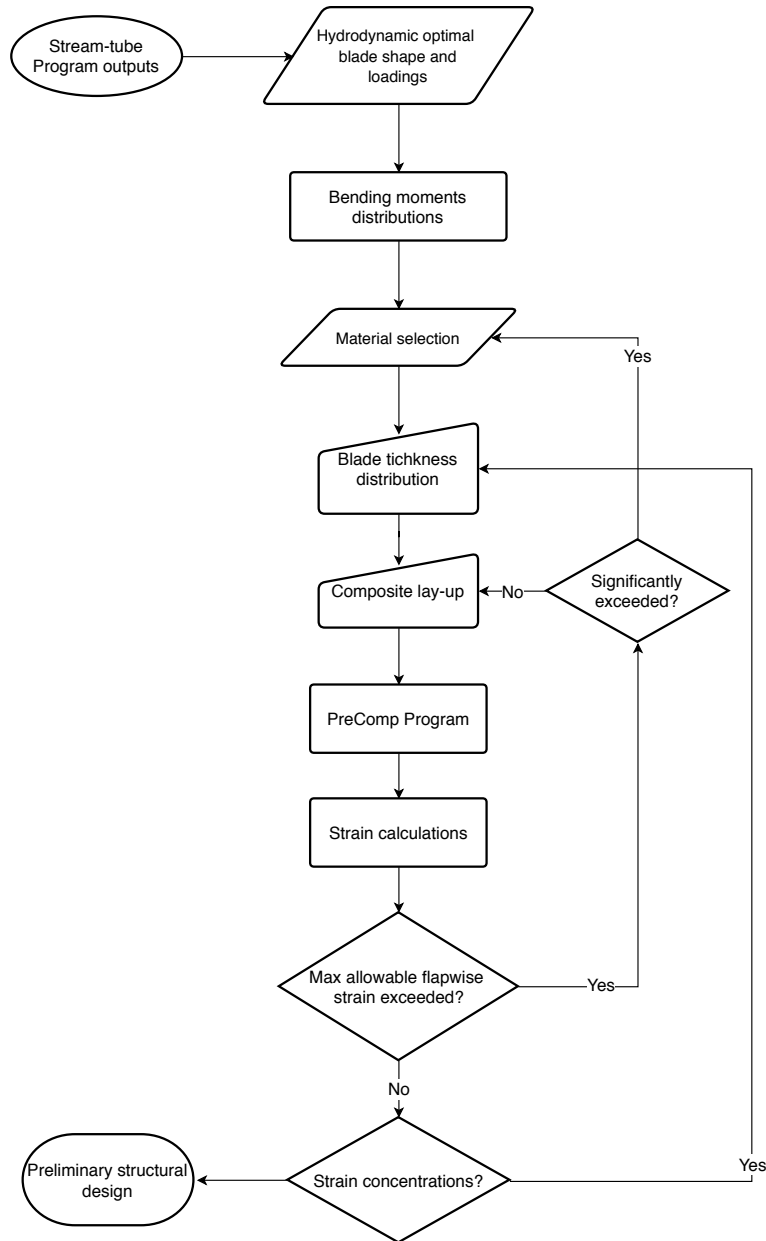 Stream-tube
Program outputs
Hydrodynamic optimal
blade shape and
loadings
Bending moments
distributions
Material selection
Yes
Blade tichkness
distribution
Composite lay-up
No
Significantly
exceeded?
PreComp Program
Strain calculations
Max allowable flapwise
strain exceeded?
Yes
No
Strain concentrations?
Yes
Preliminary structural
design